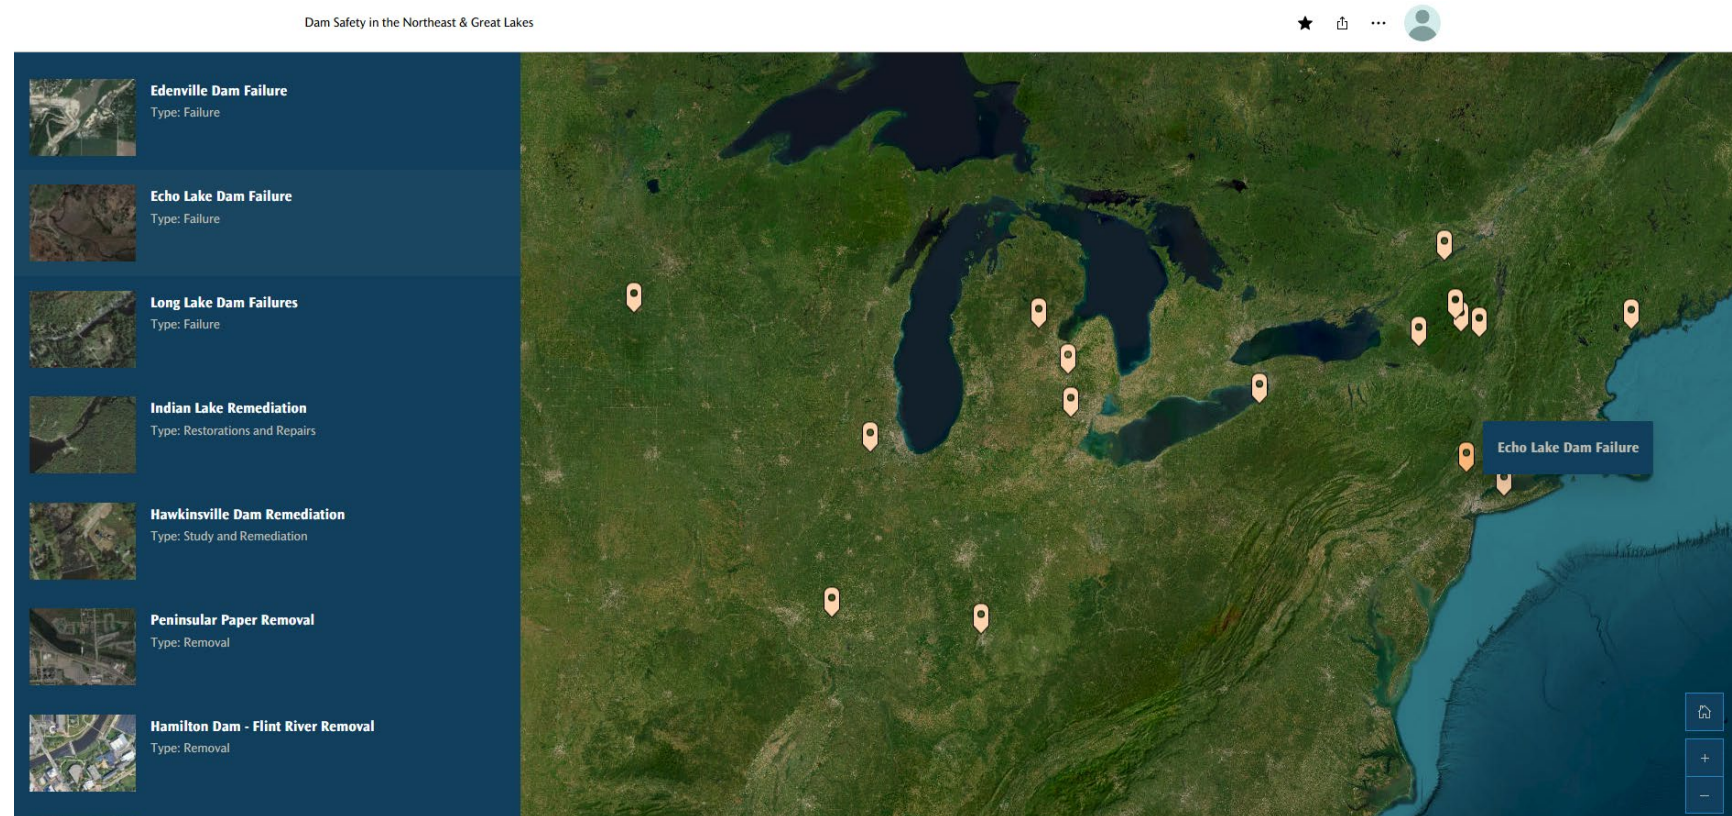 Dam Safety in the Northeast & Great Lakes
Edenville Dam Failure
Type: Failure
Echo Lake Dam Failure
Type: Failure
Long Lake Dam Failures
Type: Failure
Indian Lake Remediation
Type: Restorations and Repairs
Hawkinsville Dam Remediation
Type: Study and Remediation
Peninsular Paper Removal
Type: Removal
Hamilton Dam - Flint River Removal
Type: Removal
Echo Lake Dam Failure